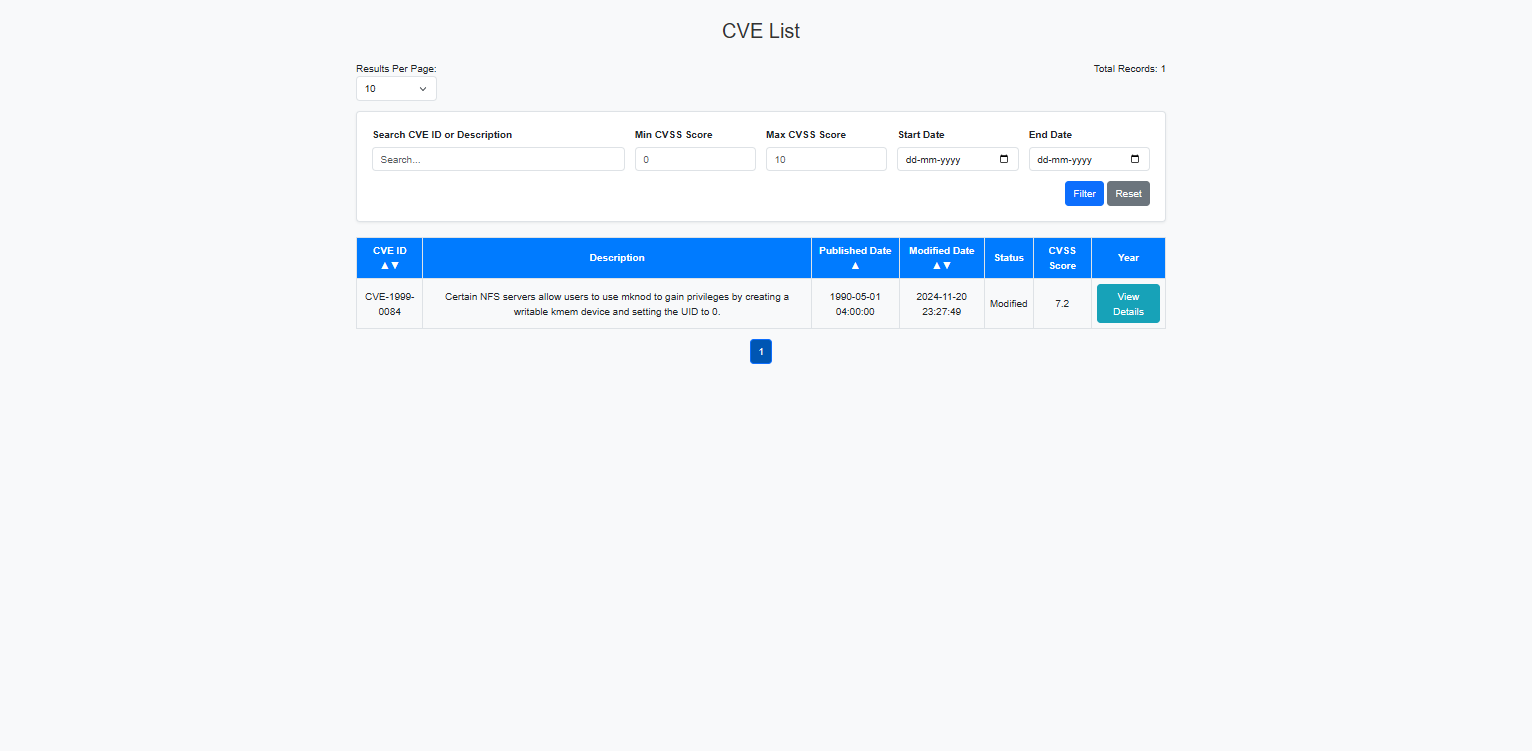 CVE List
Results Per Page:
Total Records: 1
10
Search CVE ID or Description
Min CVSS Score
Max CVSS Score
Start Date
End Date
Search...
0
10
dd-mm-yyyy
dd-mm-yyyy
Filter
Reset
CVE ID
▲▼
Description
Published Date
▲
Modified Date
▲▼
Status
CVSS
Score
Year
CVE-1999-
0084
Certain NFS servers allow users to use mknod to gain privileges by creating a
writable kmem device and setting the UID to 0.
1990-05-01
04:00:00
2024-11-20
23:27:49
Modified
7.2
View
Details
1